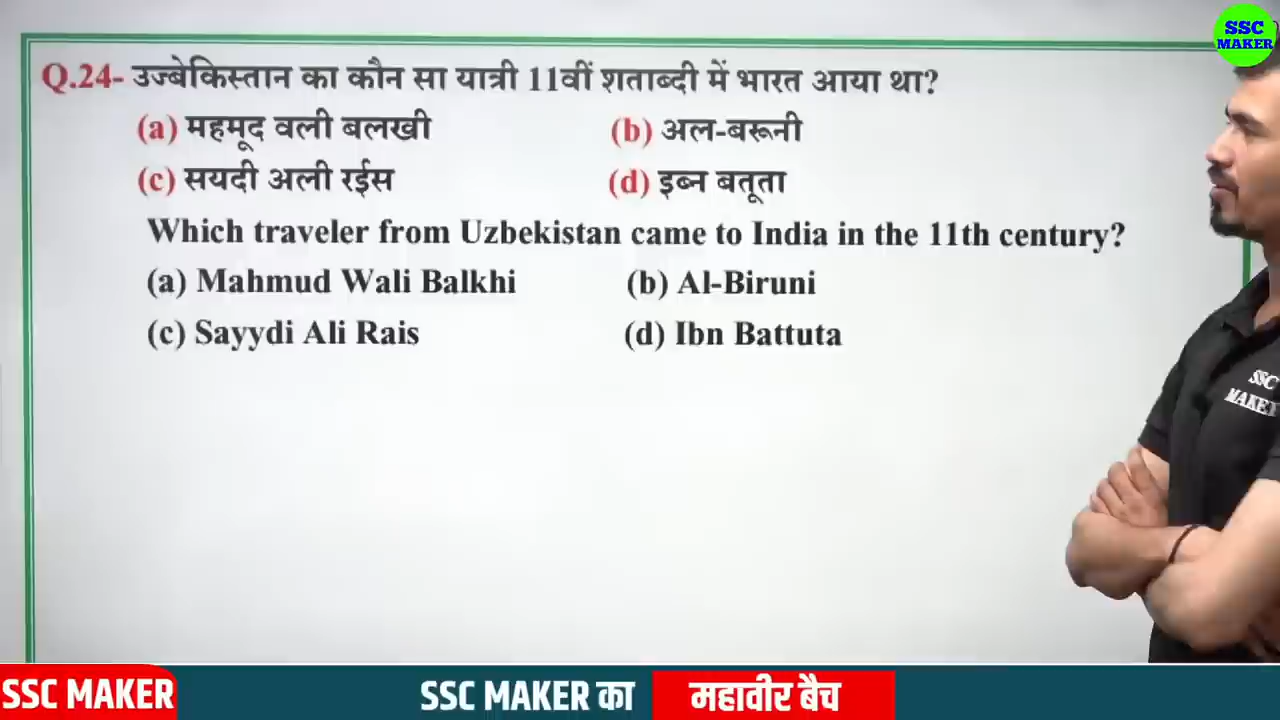 SSC
MAKER
Q.24- उज्बेकिस्तान का कौन सा यात्री 11वीं शताब्दी में भारत आया था?
(a) महमूद वली बलखी (b) अल-बरूनी
(c) सयदी अली रईस (d) इब्न बतूता
Which traveler from Uzbekistan came to India in the 11th century?
(a) Mahmud Wali Balkhi (b) Al-Biruni
(c) Sayydi Ali Rais (d) Ibn Battuta
SSC
MAKER
SSC MAKER SSC MAKER का महावीर बैच